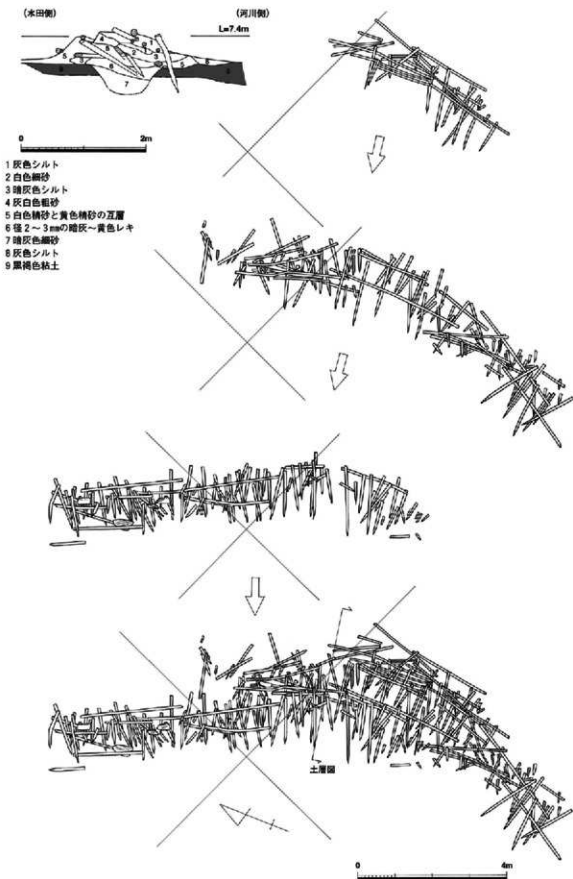 (水田側)
(河川側)
L=7.4m
0 2m
1 灰色シルト
2 白色細砂
3 暗灰色シルト
4 灰白色粗砂
5 白色精砂と黄色精砂の互層
6 径2～3㎜の暗灰～黄色レキ
7 暗灰色細砂
8 灰色シルト
9 黒褐色粘土
土層図
0 4m